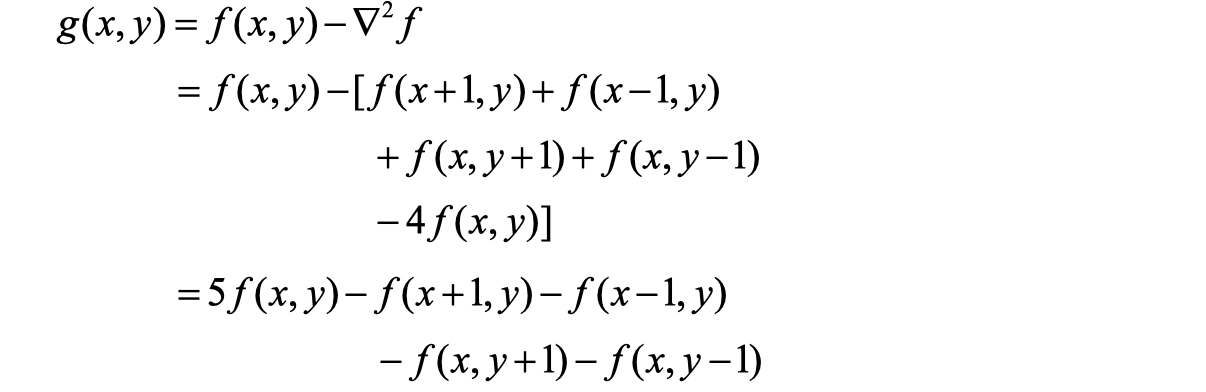 g(x, y) = f(x, y) − ∇²f
= f(x, y) − [f(x+1, y) + f(x−1, y)
+ f(x, y+1) + f(x, y−1)
− 4f(x, y)]
= 5f(x, y) − f(x+1, y) − f(x−1, y)
− f(x, y+1) − f(x, y−1)